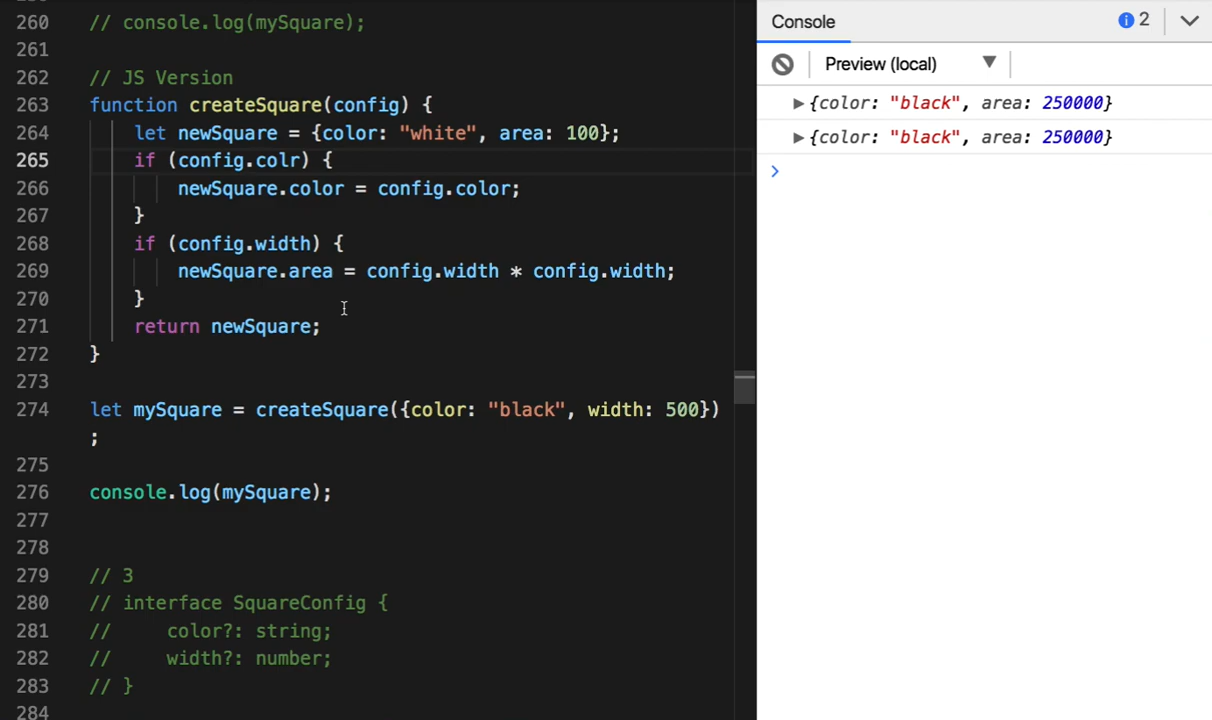 260 // console.log(mySquare);
261
262 // JS Version
263 function createSquare(config) {
264 let newSquare = {color: "white", area: 100};
265 if (config.colr) {
266 newSquare.color = config.color;
267 }
268 if (config.width) {
269 newSquare.area = config.width * config.width;
270 }
271 return newSquare;
272 }
273
274 let mySquare = createSquare({color: "black", width: 500})
;
275
276 console.log(mySquare);
277
278
279 // 3
280 // interface SquareConfig {
281 // color?: string;
282 // width?: number;
283 // }
284
Console 2
Preview (local)
{color: "black", area: 250000}
{color: "black", area: 250000}